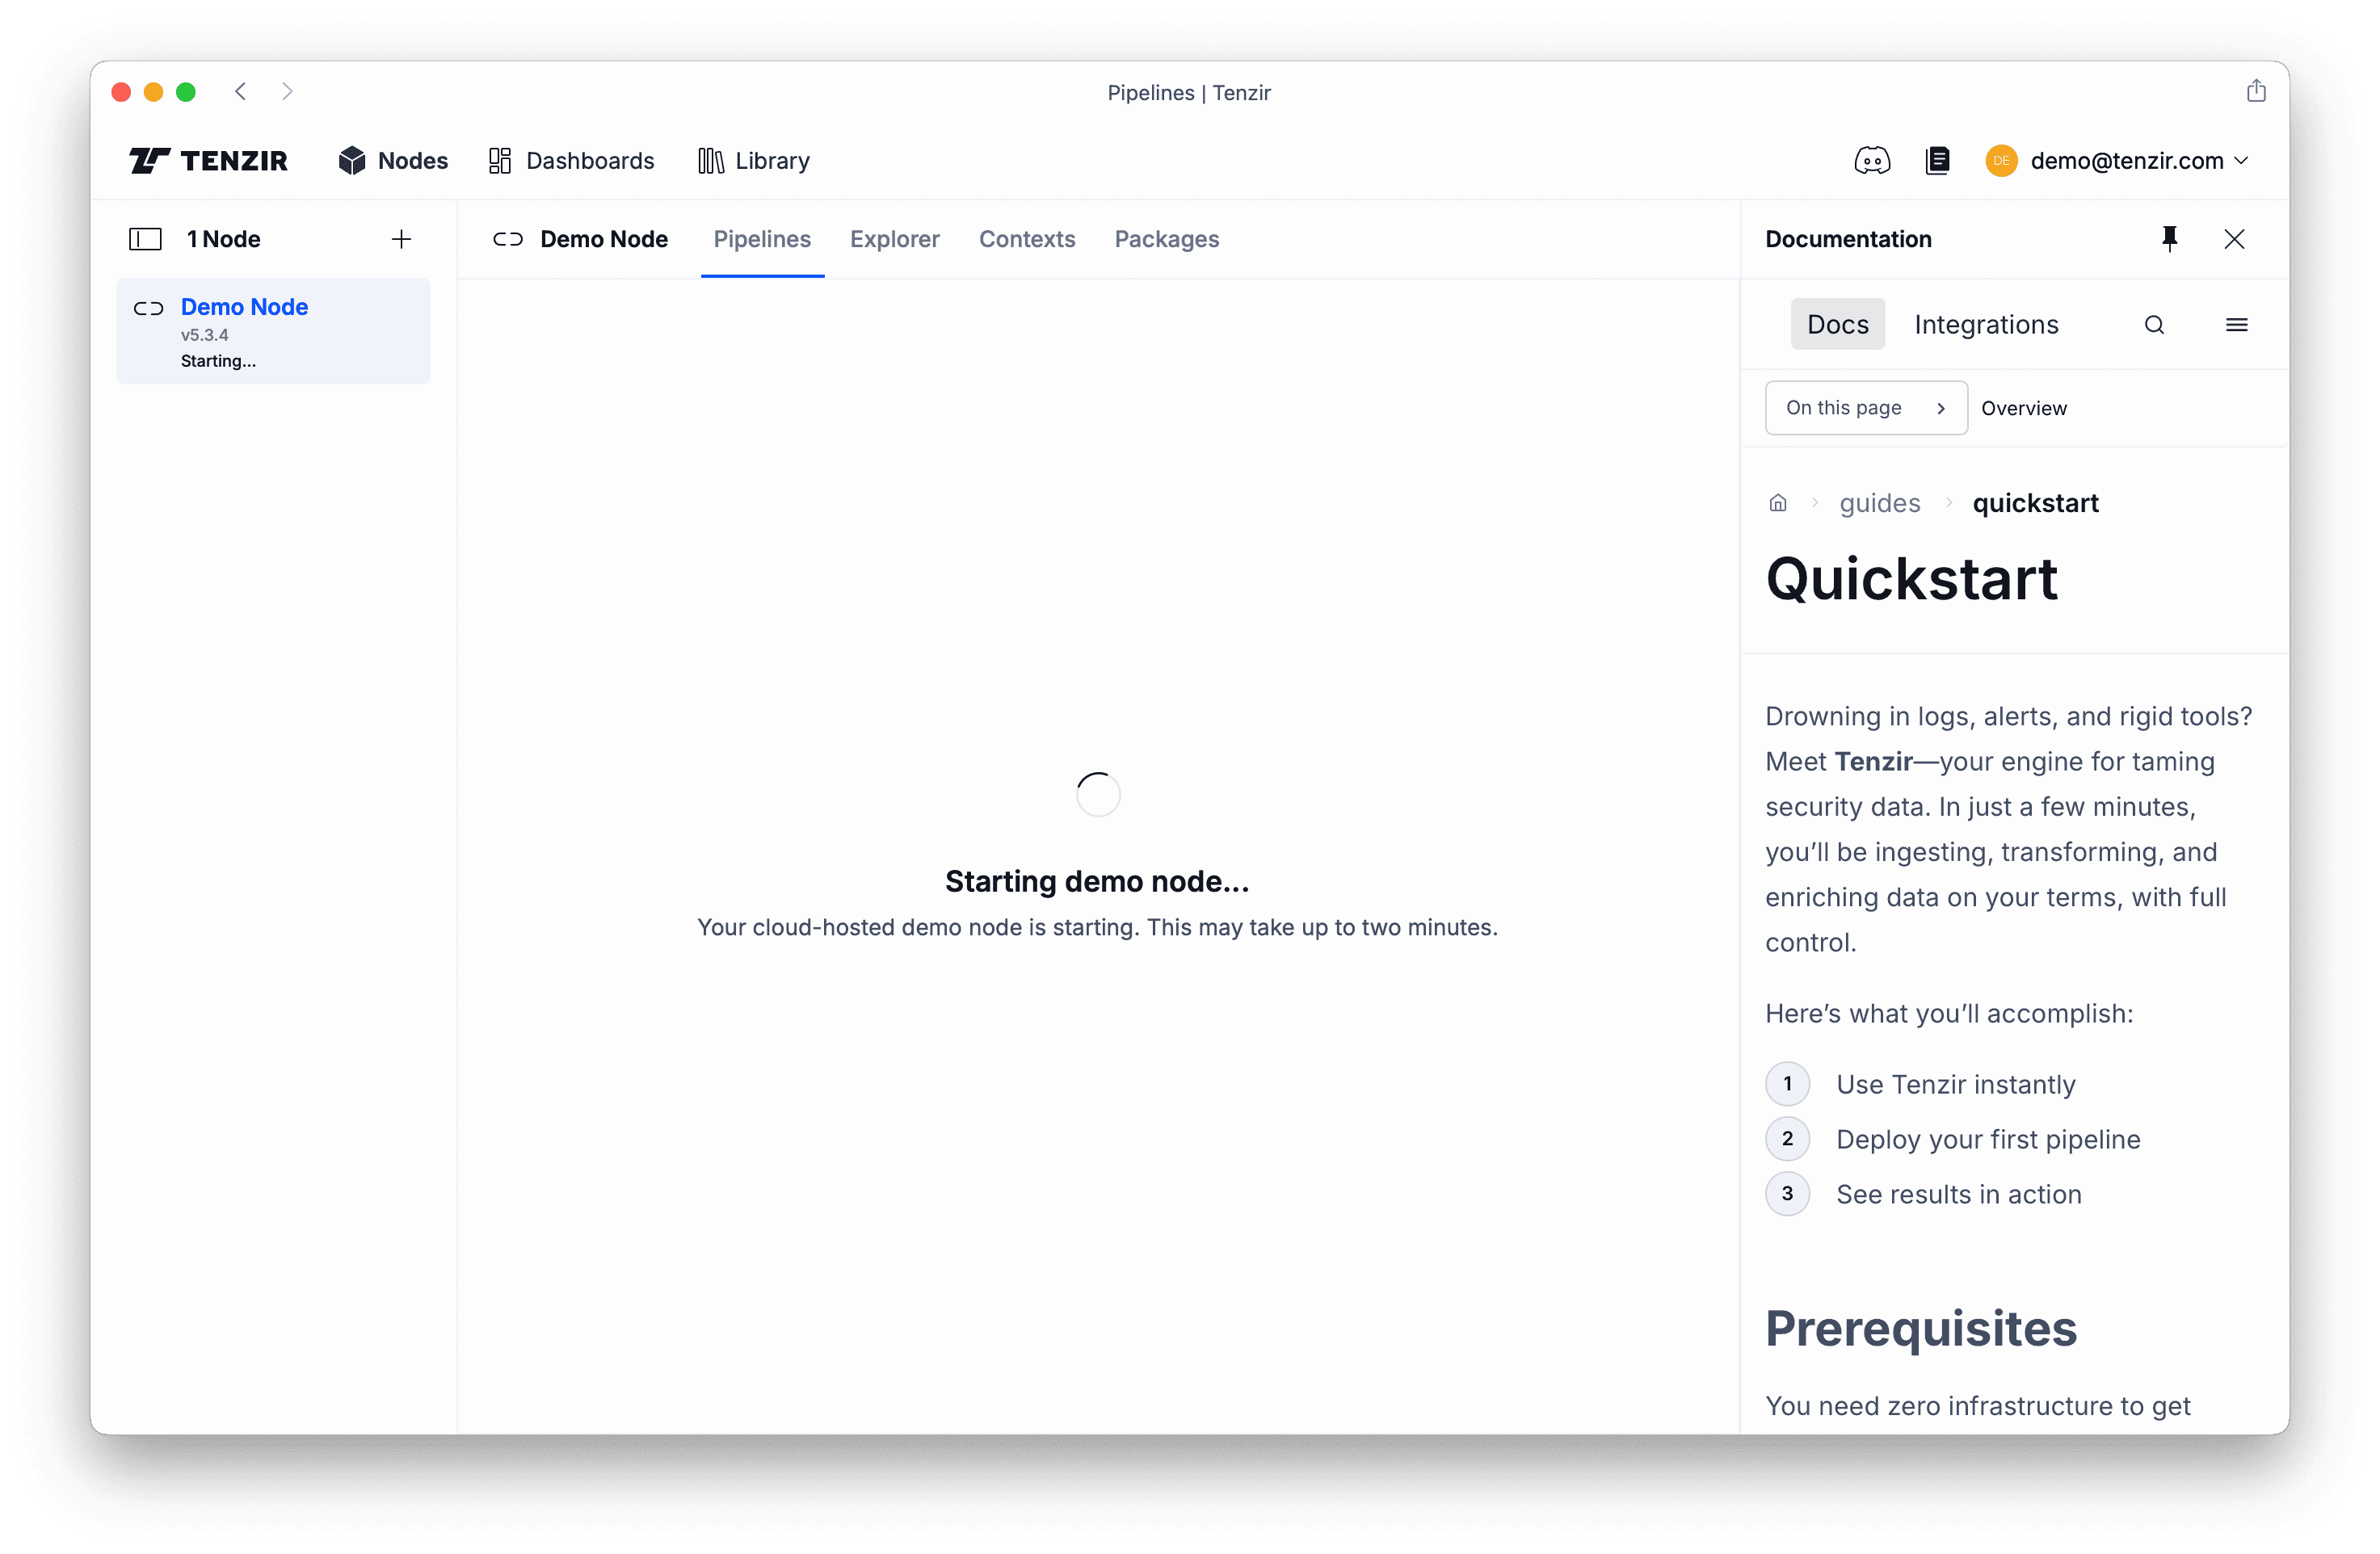 Pipelines | Tenzir
TENZIR
Nodes
Dashboards
Library
DE
demo@tenzir.com
1 Node
Demo Node
v5.3.4
Starting...
Demo Node
Pipelines
Explorer
Contexts
Packages
Starting demo node...
Your cloud-hosted demo node is starting. This may take up to two minutes.
Documentation
Docs
Integrations
On this page
Overview
guides
quickstart
Quickstart
Drowning in logs, alerts, and rigid tools?
Meet Tenzir—your engine for taming
security data. In just a few minutes,
you’ll be ingesting, transforming, and
enriching data on your terms, with full
control.
Here’s what you’ll accomplish:
1 Use Tenzir instantly
2 Deploy your first pipeline
3 See results in action
Prerequisites
You need zero infrastructure to get